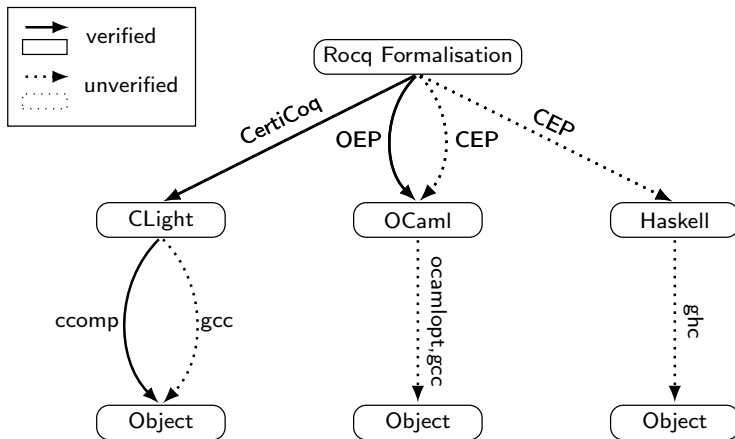 verified
unverified
Rocq Formalisation
CertiCoq
OEP
CEP
CEP
CLight
OCaml
Haskell
ccomp
gcc
ocamlopt,gcc
ghc
Object
Object
Object